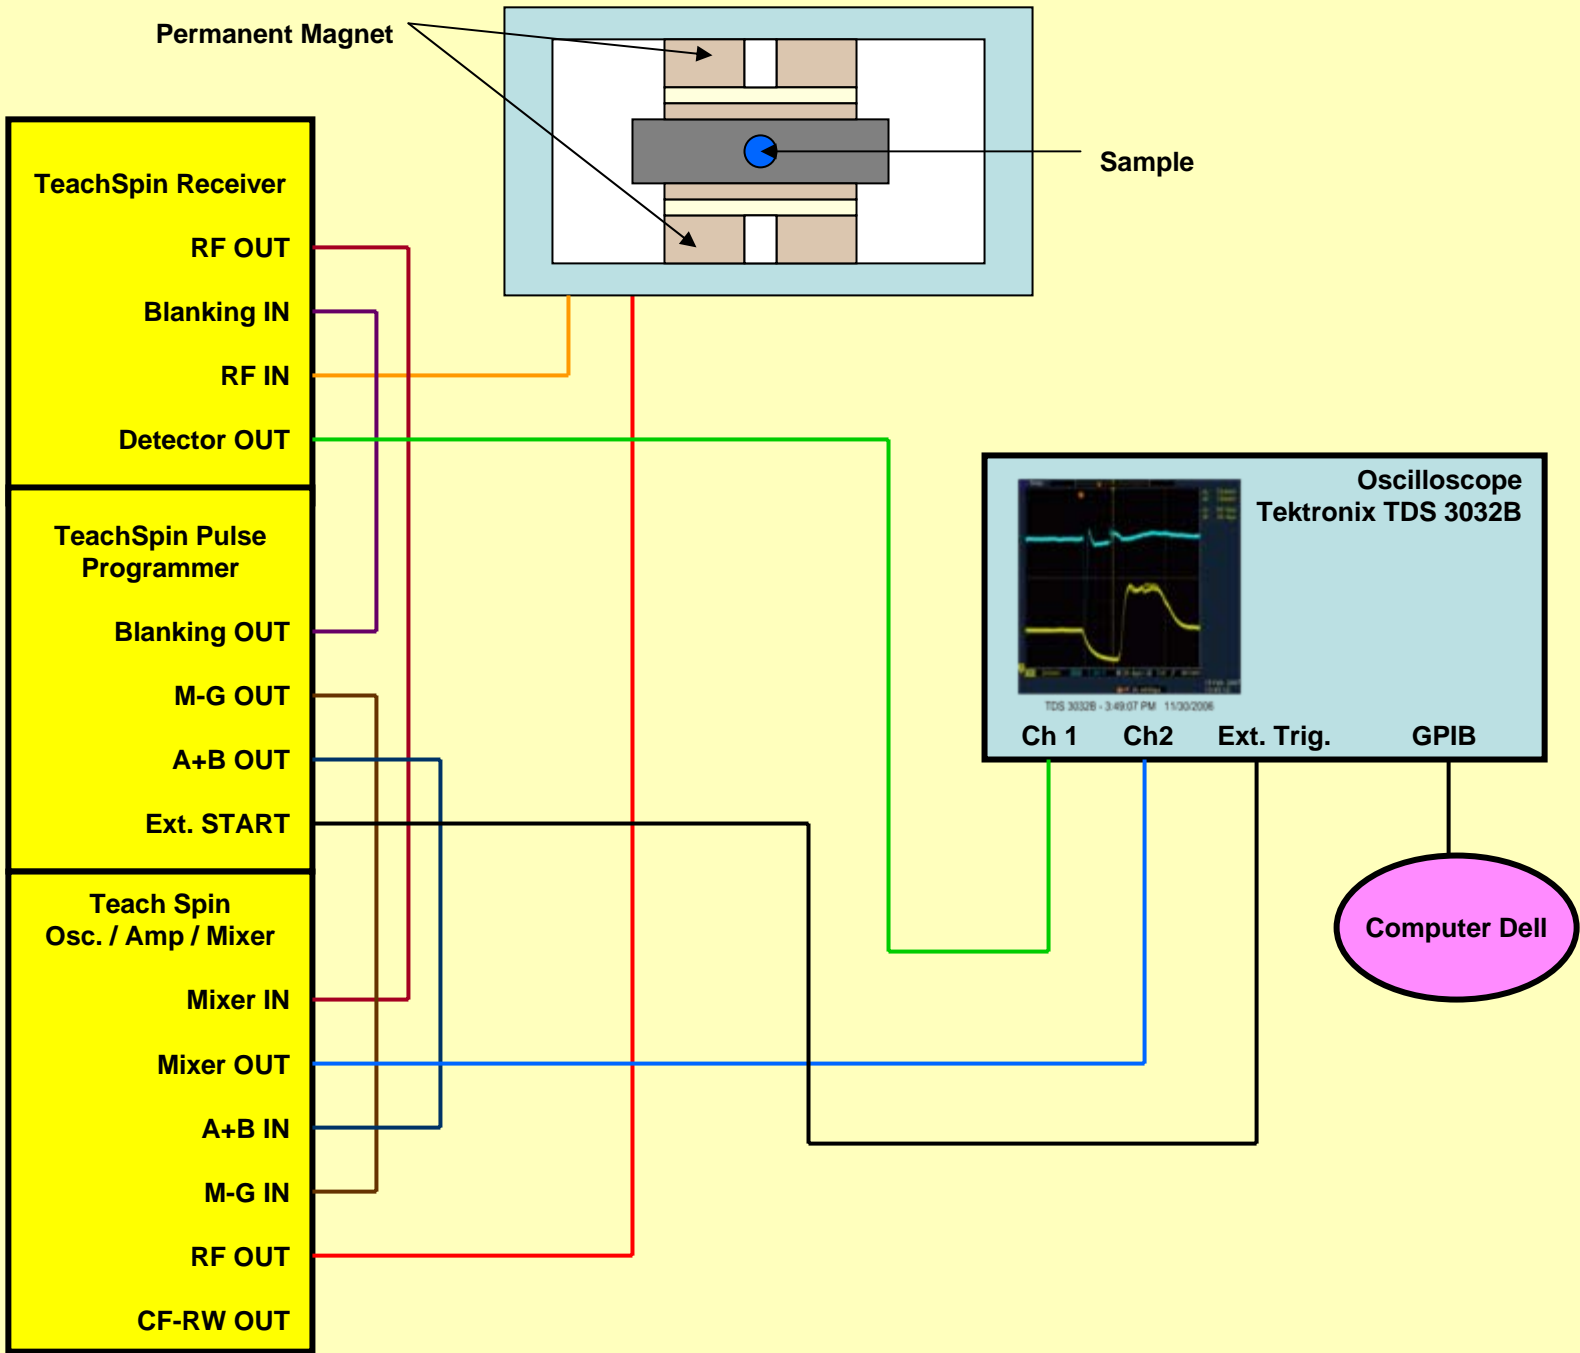 Permanent Magnet
Sample
TeachSpin Receiver
RF OUT
Blanking IN
RF IN
Detector OUT
TeachSpin Pulse
Programmer
Blanking OUT
M-G OUT
A+B OUT
Ext. START
Teach Spin
Osc. / Amp / Mixer
Mixer IN
Mixer OUT
A+B IN
M-G IN
RF OUT
CF-RW OUT
Oscilloscope
Tektronix TDS 3032B
TDS 3032B - 3:49:07 PM 11/30/2006
Ch 1
Ch2
Ext. Trig.
GPIB
Computer Dell